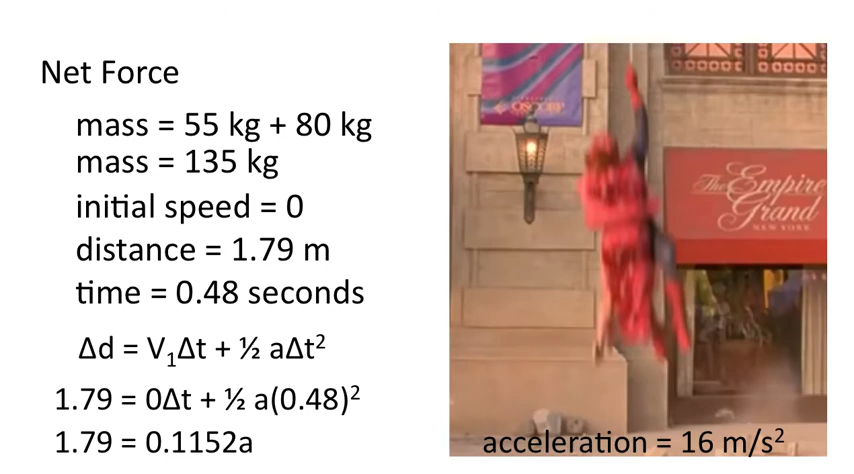 Net Force
mass = 55 kg + 80 kg
mass = 135 kg
initial speed = 0
distance = 1.79 m
time = 0.48 seconds
Δd = V₁Δt + ½ aΔt²
1.79 = 0Δt + ½ a(0.48)²
1.79 = 0.1152a
OSCORP
The Empire
Grand
NEW YORK
acceleration = 16 m/s²